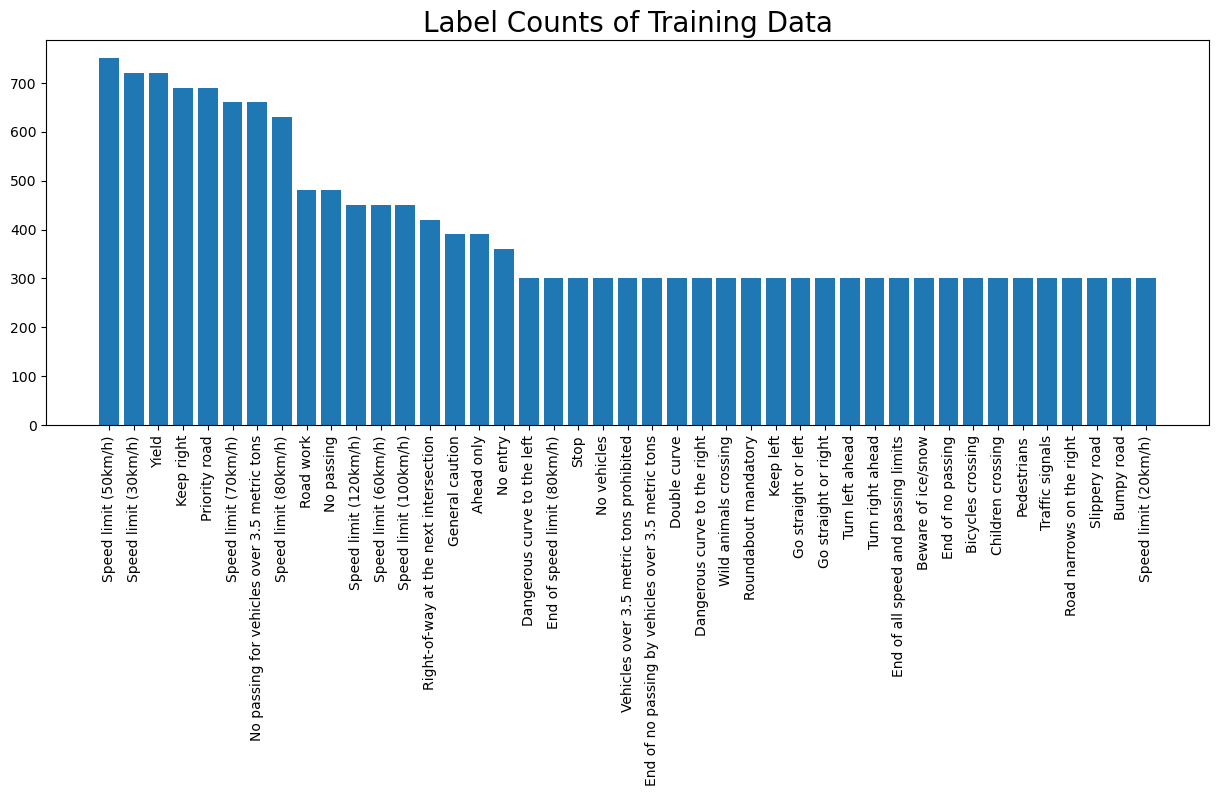 Label Counts of Training Data
700
600
500
400
300
200
100
0
Speed limit (50km/h)
Speed limit (30km/h)
Yield
Keep right
Priority road
Speed limit (70km/h)
No passing for vehicles over 3.5 metric tons
Speed limit (80km/h)
Road work
No passing
Speed limit (120km/h)
Speed limit (60km/h)
Speed limit (100km/h)
Right-of-way at the next intersection
General caution
Ahead only
No entry
Dangerous curve to the left
End of speed limit (80km/h)
Stop
No vehicles
Vehicles over 3.5 metric tons prohibited
End of no passing by vehicles over 3.5 metric tons
Double curve
Dangerous curve to the right
Wild animals crossing
Roundabout mandatory
Keep left
Go straight or left
Go straight or right
Turn left ahead
Turn right ahead
End of all speed and passing limits
Beware of ice/snow
End of no passing
Bicycles crossing
Children crossing
Pedestrians
Traffic signals
Road narrows on the right
Slippery road
Bumpy road
Speed limit (20km/h)